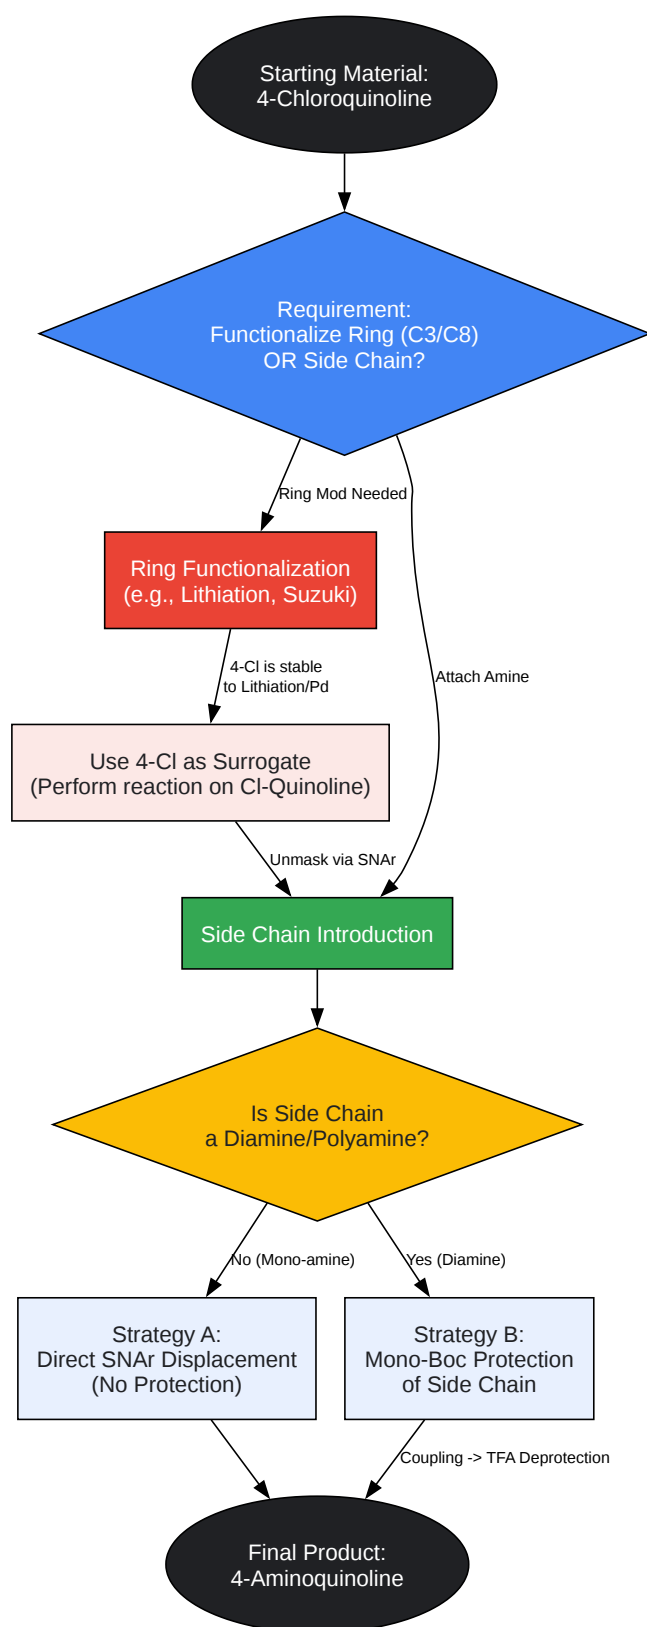 Starting Material:
4-Chloroquinoline
Requirement:
Functionalize Ring (C3/C8)
OR Side Chain?
Ring Mod Needed
Ring Functionalization
(e.g., Lithiation, Suzuki)
4-Cl is stable
to Lithiation/Pd
Attach Amine
Use 4-Cl as Surrogate
(Perform reaction on Cl-Quinoline)
Unmask via SNAr
Side Chain Introduction
Is Side Chain
a Diamine/Polyamine?
No (Mono-amine)
Yes (Diamine)
Strategy A:
Direct SNAr Displacement
(No Protection)
Strategy B:
Mono-Boc Protection
of Side Chain
Coupling -> TFA Deprotection
Final Product:
4-Aminoquinoline